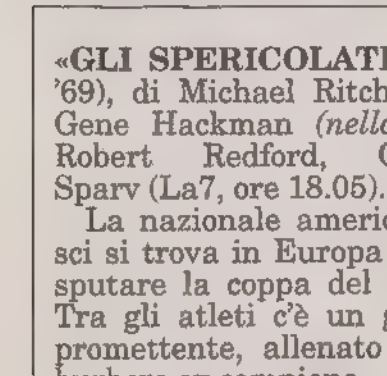 «GLI SPERICOLATI
'69), di Michael Ritch
Gene Hackman (nello
Robert Redford, C
Sparv (La7, ore 18.05).
La nazionale americ
sci si trova in Europa
sputare la coppa del
Tra gli atleti c'è un g
promettente, allenato